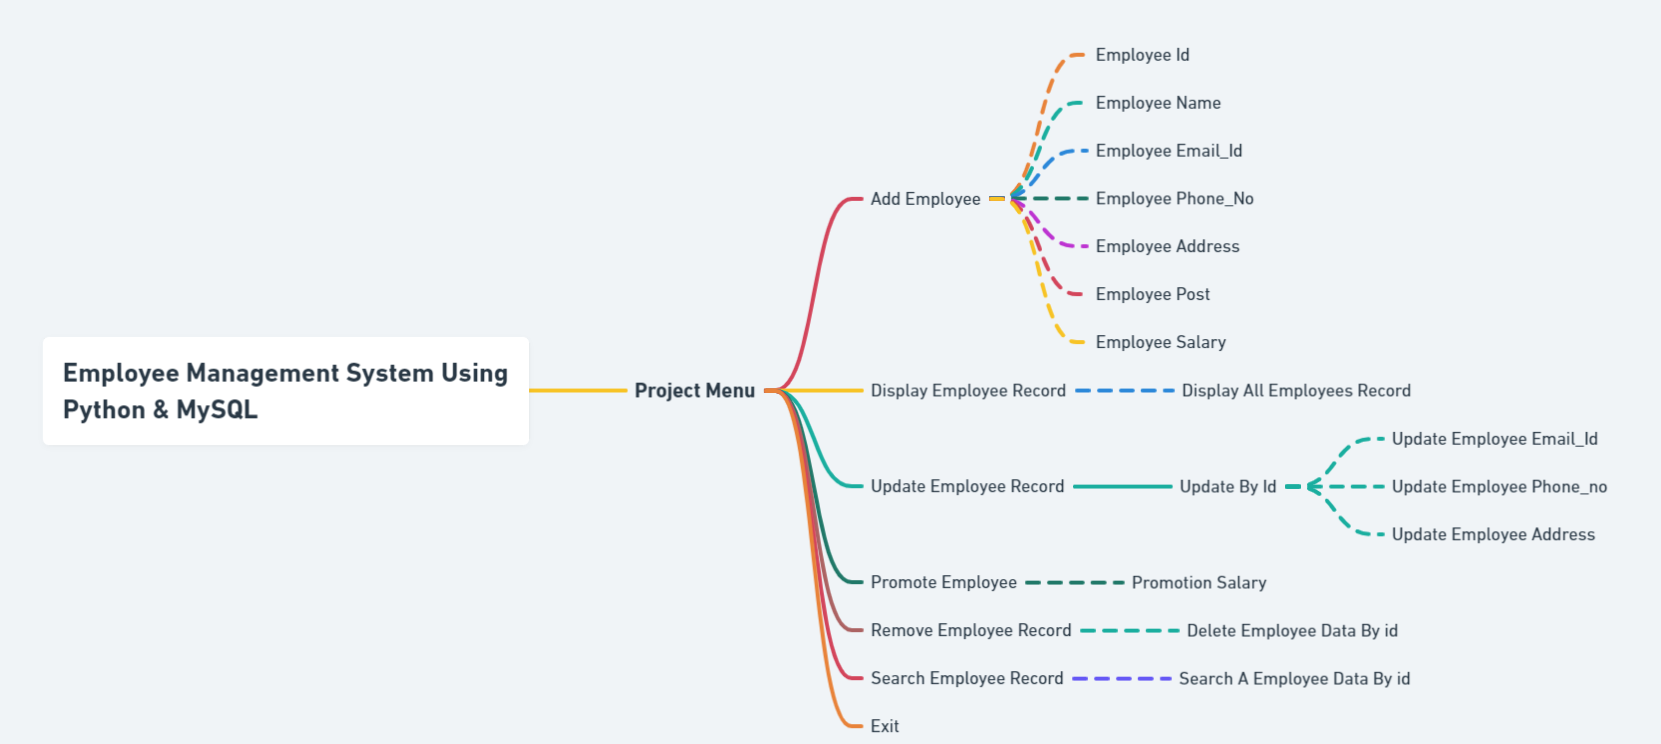 Employee Management System Using
Python & MySQL
Project Menu
Add Employee
Employee Id
Employee Name
Employee Email_Id
Employee Phone_No
Employee Address
Employee Post
Employee Salary
Display Employee Record
Display All Employees Record
Update Employee Record
Update By Id
Update Employee Email_Id
Update Employee Phone_no
Update Employee Address
Promote Employee
Promotion Salary
Remove Employee Record
Delete Employee Data By id
Search Employee Record
Search A Employee Data By id
Exit